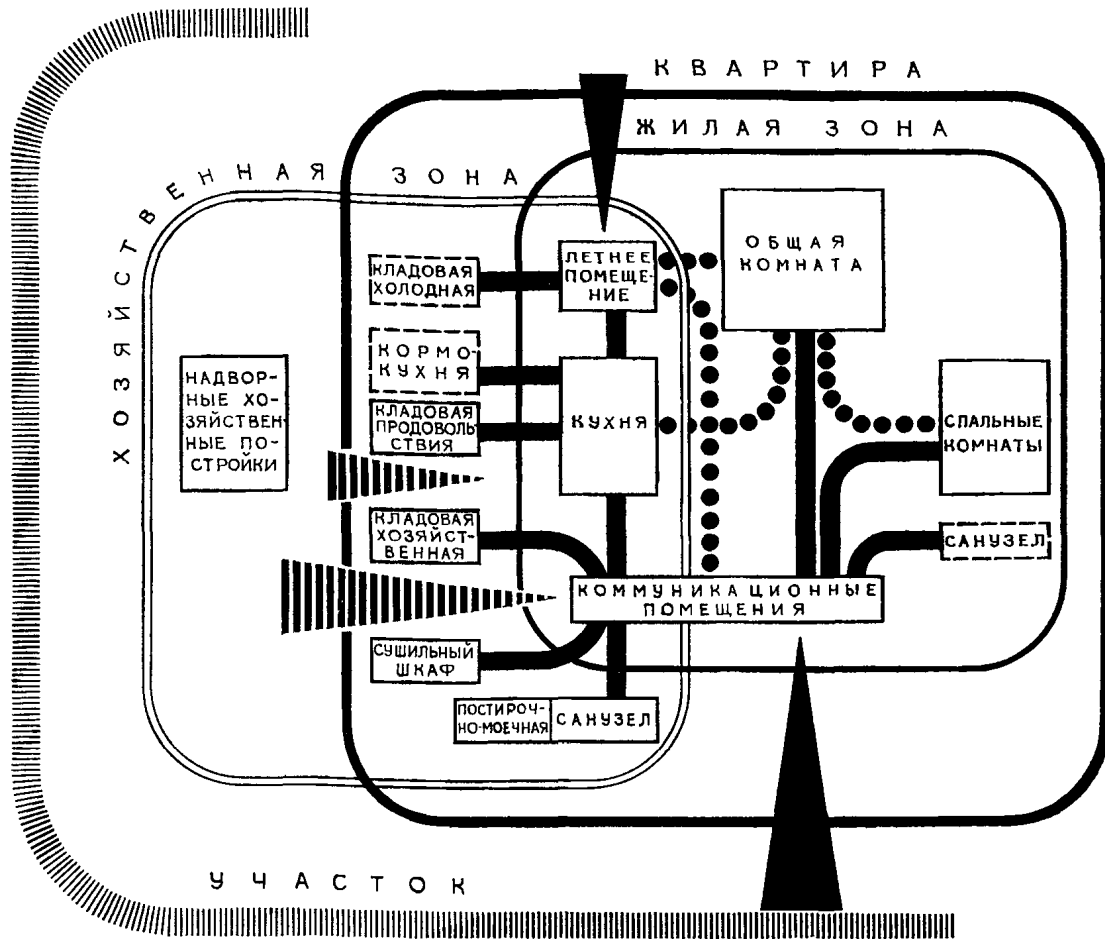 КВАРТИРА
ЖИЛАЯ ЗОНА
ХОЗЯЙСТВЕННАЯ ЗОНА
ОБЩАЯ
КОМНАТА
ЛЕТНЕЕ
ПОМЕЩЕ-
НИЕ
КЛАДОВАЯ
ХОЛОДНАЯ
КОРМО-
КУХНЯ
КЛАДОВАЯ
ПРОДОВОЛЬ
СТВИЯ
КУХНЯ
НАДВОР-
НЫЕ ХО-
ЗЯЙСТВЕН
НЫЕ ПО-
СТРОЙКИ
СПАЛЬНЫЕ
КОМНАТЫ
КЛАДОВАЯ
ХОЗЯЙСТ-
ВЕННАЯ
САНУЗЕЛ
КОММУНИКАЦИОННЫЕ
ПОМЕЩЕНИЯ
СУШИЛЬНЫЙ
ШКАФ
ПОСТИРОЧ-
НО-МОЕЧНАЯ
САНУЗЕЛ
УЧАСТОК